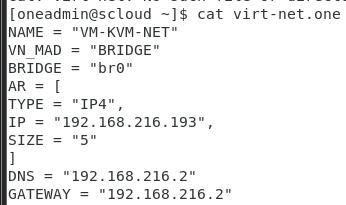 [oneadmin@scloud ~]$ cat virt-net.one
NAME = "VM-KVM-NET"
VN_MAD = "BRIDGE"
BRIDGE = "br0"
AR = [
TYPE = "IP4",
IP = "192.168.216.193",
SIZE = "5"
]
DNS = "192.168.216.2"
GATEWAY = "192.168.216.2"